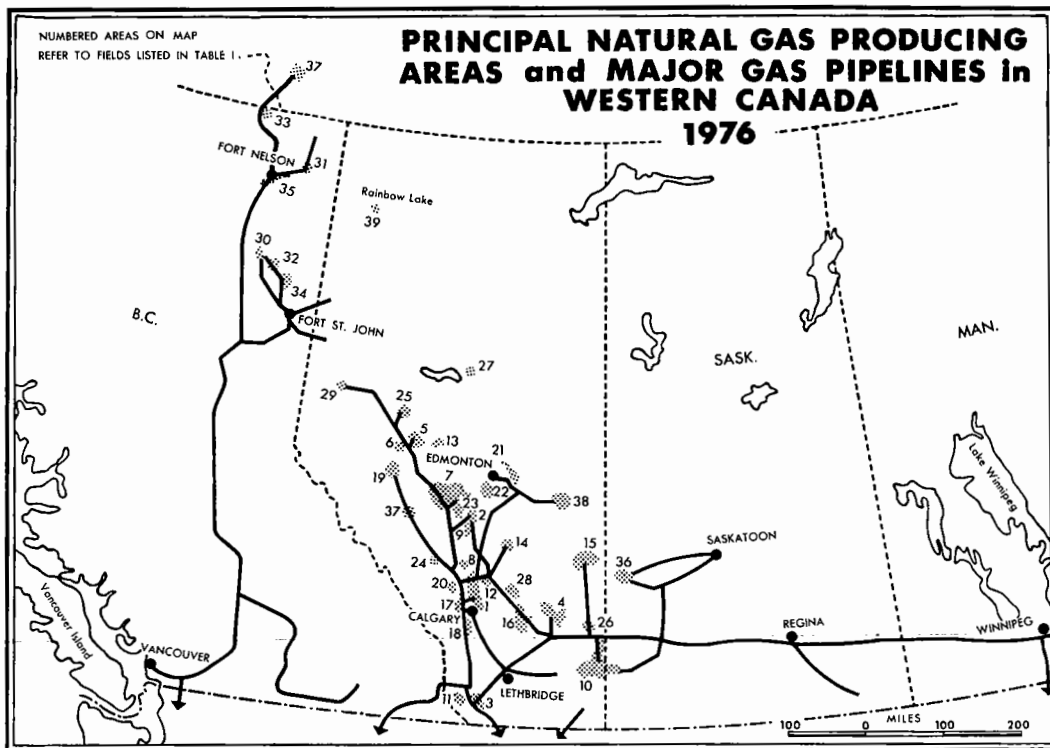 NUMBERED AREAS ON MAP
REFER TO FIELDS LISTED IN TABLE I.
PRINCIPAL NATURAL GAS PRODUCING
AREAS and MAJOR GAS PIPELINES in
WESTERN CANADA
1976
37
33
FORT NELSON
31
35
Rainbow Lake
39
30
32
34
FORT ST. JOHN
B.C.
SASK.
MAN.
27
29
25
5
6
13
21
EDMONTON
19
7
22
23
38
37
2
9
14
15
SASKATOON
24
8
36
20
12
28
17
1
4
CALGARY
16
26
18
REGINA
WINNIPEG
Lake Winnipeg
Vancouver Island
VANCOUVER
10
LETHBRIDGE
11
3
MILES
100
0
100
200